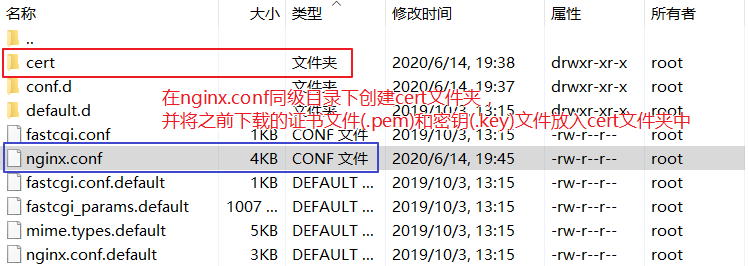 名称 大小 类型 修改时间 属性 所有者
..
cert 文件夹 2020/6/14, 19:38 drwxr-xr-x root
conf.d 文件夹 2020/6/14, 19:37 drwxr-xr-x root
在nginx.conf同级目录下创建cert文件夹
default.d 文件夹 2019/10/3, 13:15 drwxr-xr-x root
并将之前下载的证书文件(.pem)和密钥(.key)文件放入cert文件夹中
fastcgi.conf 1KB CONF 文件 2019/10/3, 13:15 -rw-r--r-- root
nginx.conf 4KB CONF 文件 2020/6/14, 19:45 -rw-r--r-- root
fastcgi.conf.default 1KB DEFAULT ... 2019/10/3, 13:15 -rw-r--r-- root
fastcgi_params.default 1007 ... DEFAULT ... 2019/10/3, 13:15 -rw-r--r-- root
mime.types.default 5KB DEFAULT ... 2019/10/3, 13:15 -rw-r--r-- root
nginx.conf.default 3KB DEFAULT ... 2019/10/3, 13:15 -rw-r--r-- root